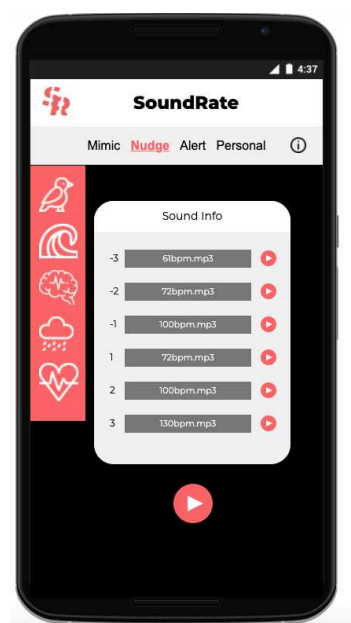 4:37
SR
SoundRate
Mimic Nudge Alert Personal
Sound Info
-3 61bpm.mp3
-2 72bpm.mp3
-1 100bpm.mp3
1 72bpm.mp3
2 100bpm.mp3
3 130bpm.mp3